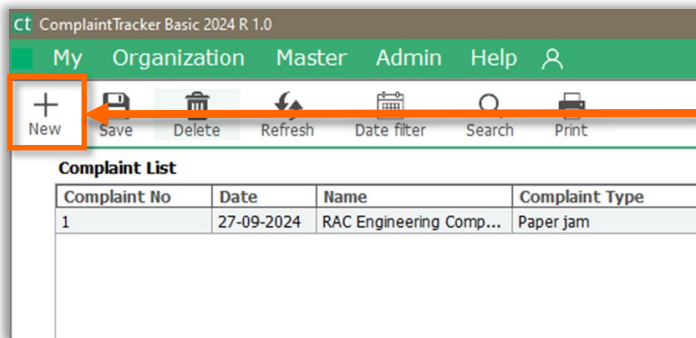 ct ComplaintTracker Basic 2024 R 1.0
My Organization Master Admin Help
New Save Delete Refresh Date filter Search Print
Complaint List
Complaint No Date Name Complaint Type
1 27-09-2024 RAC Engineering Comp... Paper jam